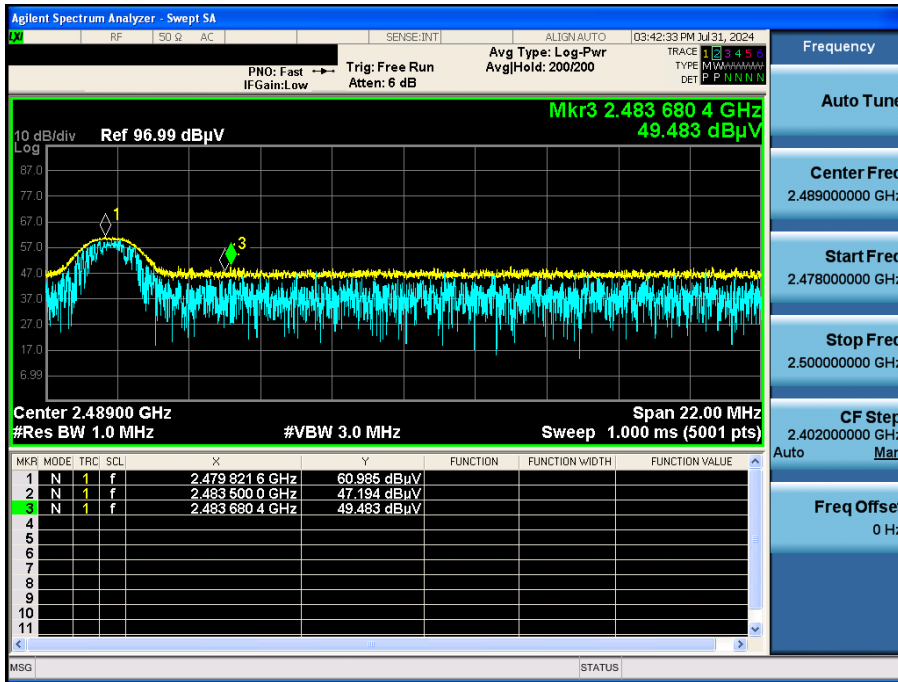 Agilent Spectrum Analyzer - Swept SA
LXI RF 50 Ω AC SENSE:INT ALIGN AUTO 03:42:33 PM Jul 31, 2024
PNO: Fast Trig: Free Run Avg Type: Log-Pwr TRACE 1 2 3 4 5 6
IFGain:Low Atten: 6 dB Avg|Hold: 200/200 TYPE MWWWWW
DET P P N N N N
Mkr3 2.483 680 4 GHz
10 dB/div Ref 96.99 dBµV 49.483 dBµV
Log
87.0
77.0
67.0
57.0
47.0
37.0
27.0
17.0
6.99
1
3
Center 2.48900 GHz Span 22.00 MHz
#Res BW 1.0 MHz #VBW 3.0 MHz Sweep 1.000 ms (5001 pts)
MKR MODE TRC SCL X Y FUNCTION FUNCTION WIDTH FUNCTION VALUE
1 N 1 f 2.479 821 6 GHz 60.985 dBµV
2 N 1 f 2.483 500 0 GHz 47.194 dBµV
3 N 1 f 2.483 680 4 GHz 49.483 dBµV
4
5
6
7
8
9
10
11
MSG STATUS
Frequency
Auto Tune
Center Freq
2.489000000 GHz
Start Freq
2.478000000 GHz
Stop Freq
2.500000000 GHz
CF Step
2.402000000 GHz
Auto Man
Freq Offset
0 Hz